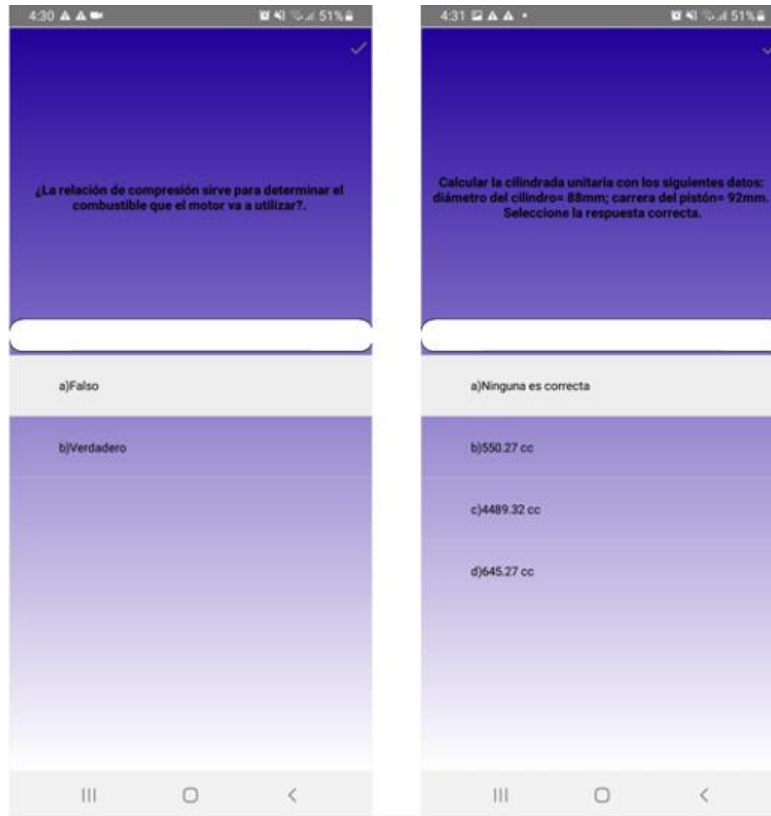 4:30
51%
¿La relación de compresión sirve para determinar el
combustible que el motor va a utilizar?.
a)Falso
b)Verdadero
4:31
51%
Calcular la cilindrada unitaria con los siguientes datos:
diámetro del cilindro= 88mm; carrera del pistón= 92mm.
Seleccione la respuesta correcta.
a)Ninguna es correcta
b)550.27 cc
c)4489.32 cc
d)645.27 cc